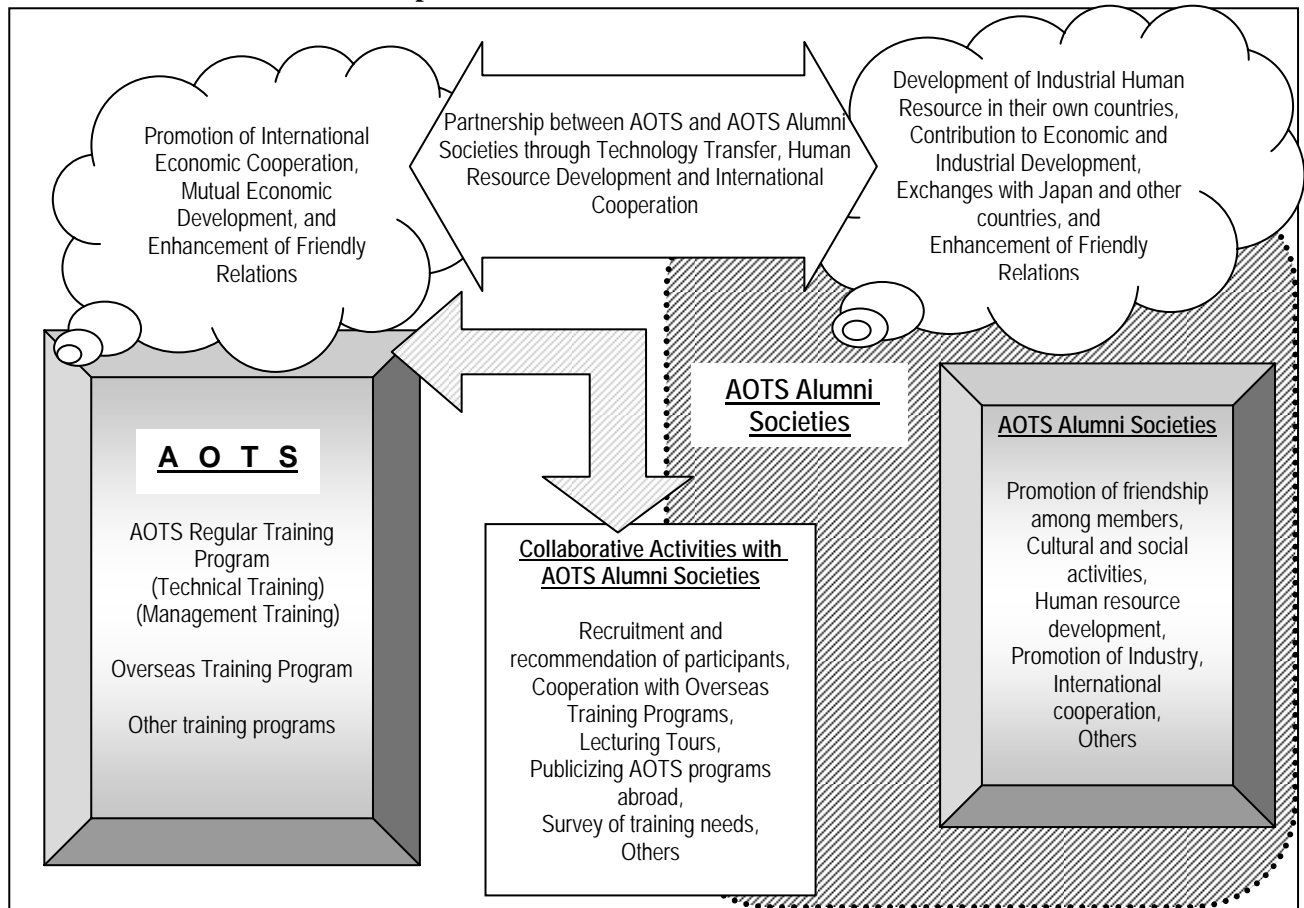 Promotion of International
Economic Cooperation,
Mutual Economic
Development, and
Enhancement of Friendly
Relations
Partnership between AOTS and AOTS Alumni
Societies through Technology Transfer, Human
Resource Development and International
Cooperation
Development of Industrial Human
Resource in their own countries,
Contribution to Economic and
Industrial Development,
Exchanges with Japan and other
countries, and
Enhancement of Friendly
Relations
A O T S
AOTS Regular Training
Program
(Technical Training)
(Management Training)
Overseas Training Program
Other training programs
AOTS Alumni
Societies
Collaborative Activities with
AOTS Alumni Societies
Recruitment and
recommendation of participants,
Cooperation with Overseas
Training Programs,
Lecturing Tours,
Publicizing AOTS programs
abroad,
Survey of training needs,
Others
AOTS Alumni Societies
Promotion of friendship
among members,
Cultural and social
activities,
Human resource
development,
Promotion of Industry,
International
cooperation,
Others